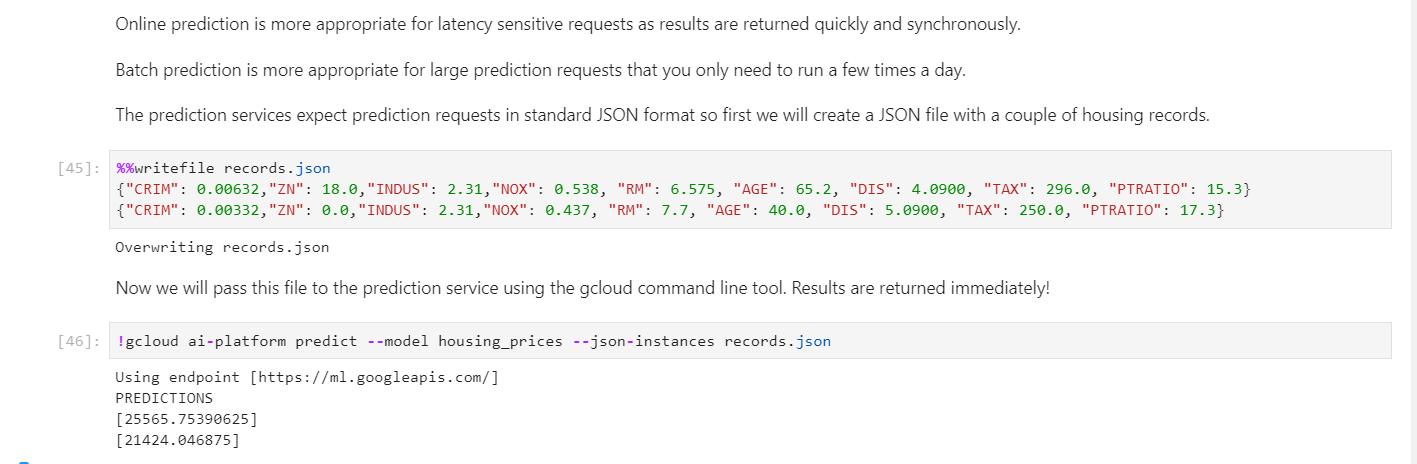 Online prediction is more appropriate for latency sensitive requests as results are returned quickly and synchronously.
Batch prediction is more appropriate for large prediction requests that you only need to run a few times a day.
The prediction services expect prediction requests in standard JSON format so first we will create a JSON file with a couple of housing records.
[45]: %%writefile records.json
{"CRIM": 0.00632,"ZN": 18.0,"INDUS": 2.31,"NOX": 0.538, "RM": 6.575, "AGE": 65.2, "DIS": 4.0900, "TAX": 296.0, "PTRATIO": 15.3}
{"CRIM": 0.00332,"ZN": 0.0,"INDUS": 2.31,"NOX": 0.437, "RM": 7.7, "AGE": 40.0, "DIS": 5.0900, "TAX": 250.0, "PTRATIO": 17.3}
Overwriting records.json
Now we will pass this file to the prediction service using the gcloud command line tool. Results are returned immediately!
[46]: !gcloud ai-platform predict --model housing_prices --json-instances records.json
Using endpoint [https://ml.googleapis.com/]
PREDICTIONS
[25565.75390625]
[21424.046875]